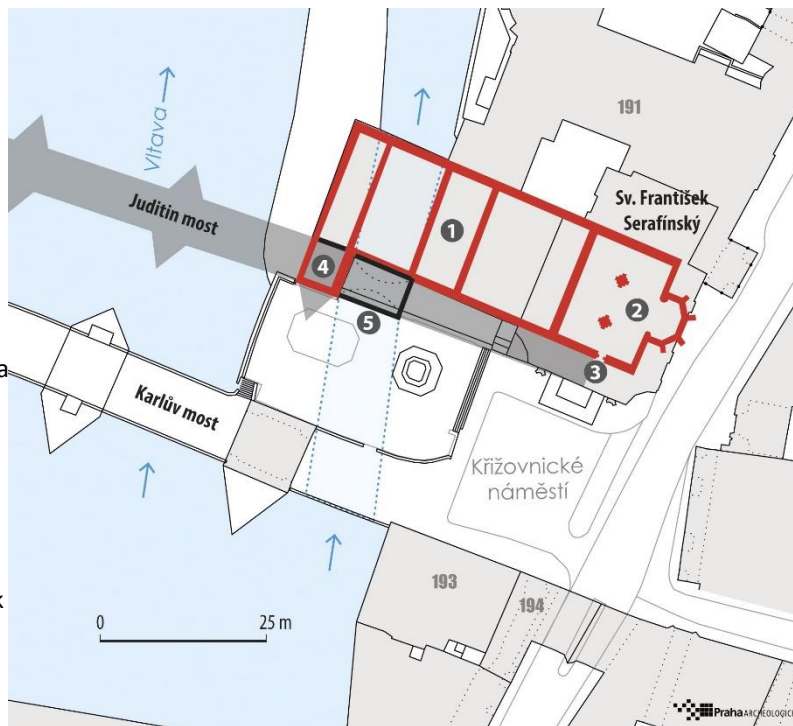 191
Vltava
Sv. František
Serafínský
Juditin most
1
2
4
5
3
a
Karlův most
Křižovnické
náměstí
193
k
194
0
25 m
Praha ARCHEOLOGICK